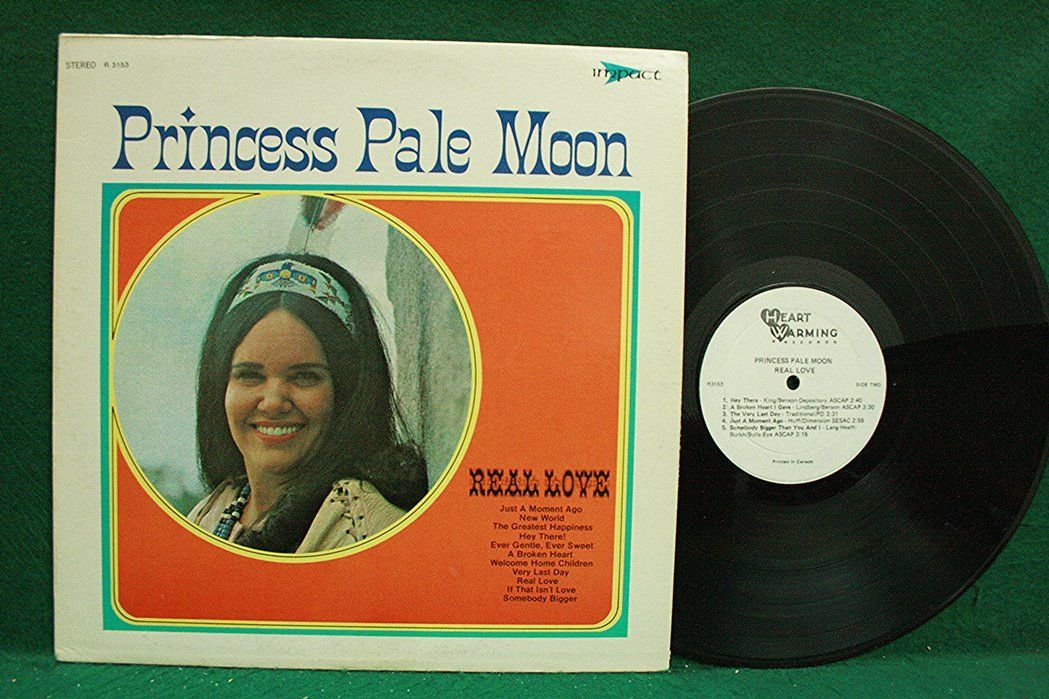 STEREO R 3153
impact
Princess Pale Moon
REAL LOVE
Just A Moment Ago
New World
The Greatest Happiness
Hey There!
Ever Gentle, Ever Sweet
A Broken Heart
Welcome Home Children
Very Last Day
Real Love
If That Isn't Love
Somebody Bigger
HEART
WARMING
RECORDS
PRINCESS PALE MOON
REAL LOVE
R3153 SIDE TWO
1. Hey There - King/Benson-Depository ASCAP 2:40
2. A Broken Heart I Gave - Lindberg/Benson ASCAP 3:30
3. The Very Last Day - Traditional/PD 3:31
4. Just A Moment Ago - Huff/Dimension SESAC 2:55
5. Somebody Bigger Than You And I - Lang-Heath-
Burke/Bulls-Eye ASCAP 3:15
Printed in Canada